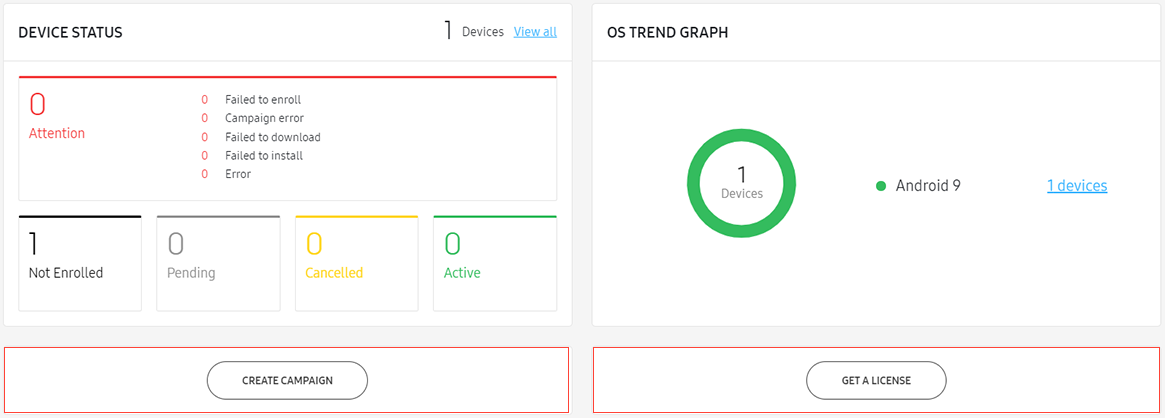 DEVICE STATUS
1 Devices View all
0
Attention
0 Failed to enroll
0 Campaign error
0 Failed to download
0 Failed to install
0 Error
1
Not Enrolled
0
Pending
0
Cancelled
0
Active
CREATE CAMPAIGN
OS TREND GRAPH
1
Devices
Android 9 1 devices
GET A LICENSE